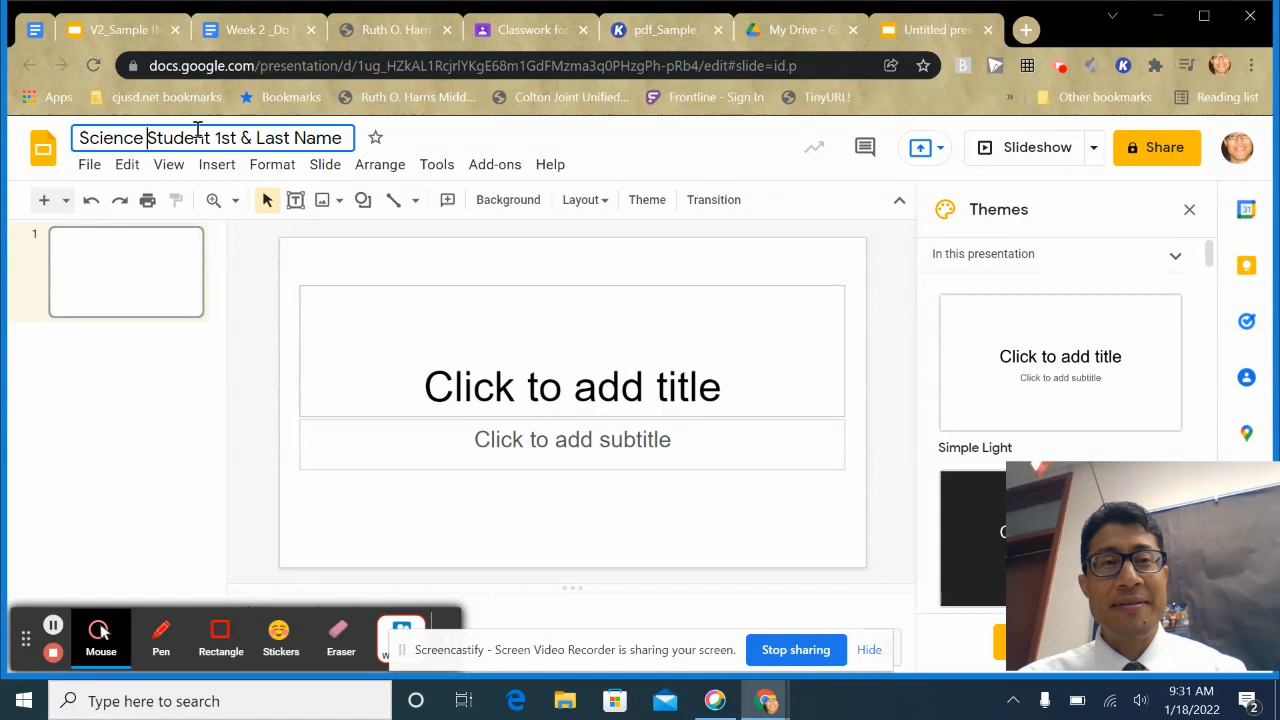 V2_Sample I
Week 2 _Do
Ruth O. Harri
Classwork fo
pdf_Sample
My Drive - G
Untitled pres
docs.google.com/presentation/d/1ug_HZkAL1RcjrlYKgE68m1GdFMzma3q0PHzgPh-pRb4/edit#slide=id.p
Apps cjusd.net bookmarks Bookmarks Ruth O. Harris Midd... Colton Joint Unified... Frontline - Sign In TinyURL! » Other bookmarks Reading list
Science Student 1st & Last Name
Slideshow
Share
File Edit View Insert Format Slide Arrange Tools Add-ons Help
Background Layout Theme Transition
Themes
1
In this presentation
Click to add title
Click to add subtitle
Click to add title
Click to add subtitle
Simple Light
Mouse Pen Rectangle Stickers Eraser
Screencastify - Screen Video Recorder is sharing your screen.
Stop sharing
Hide
Type here to search
9:31 AM
1/18/2022
2